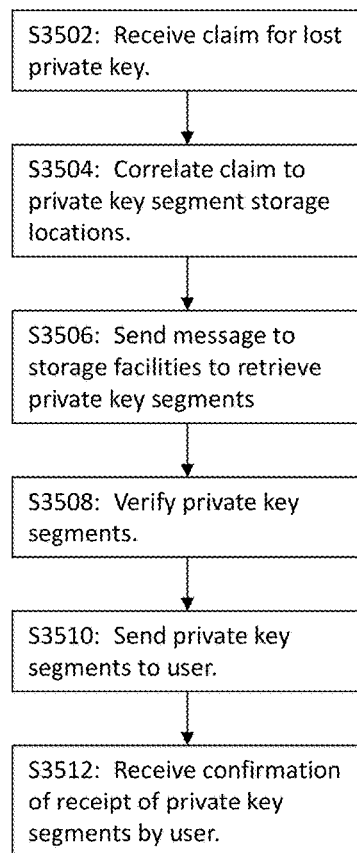 S3502: Receive claim for lost
private key.
S3504: Correlate claim to
private key segment storage
locations.
S3506: Send message to
storage facilities to retrieve
private key segments
S3508: Verify private key
segments.
S3510: Send private key
segments to user.
S3512: Receive confirmation
of receipt of private key
segments by user.